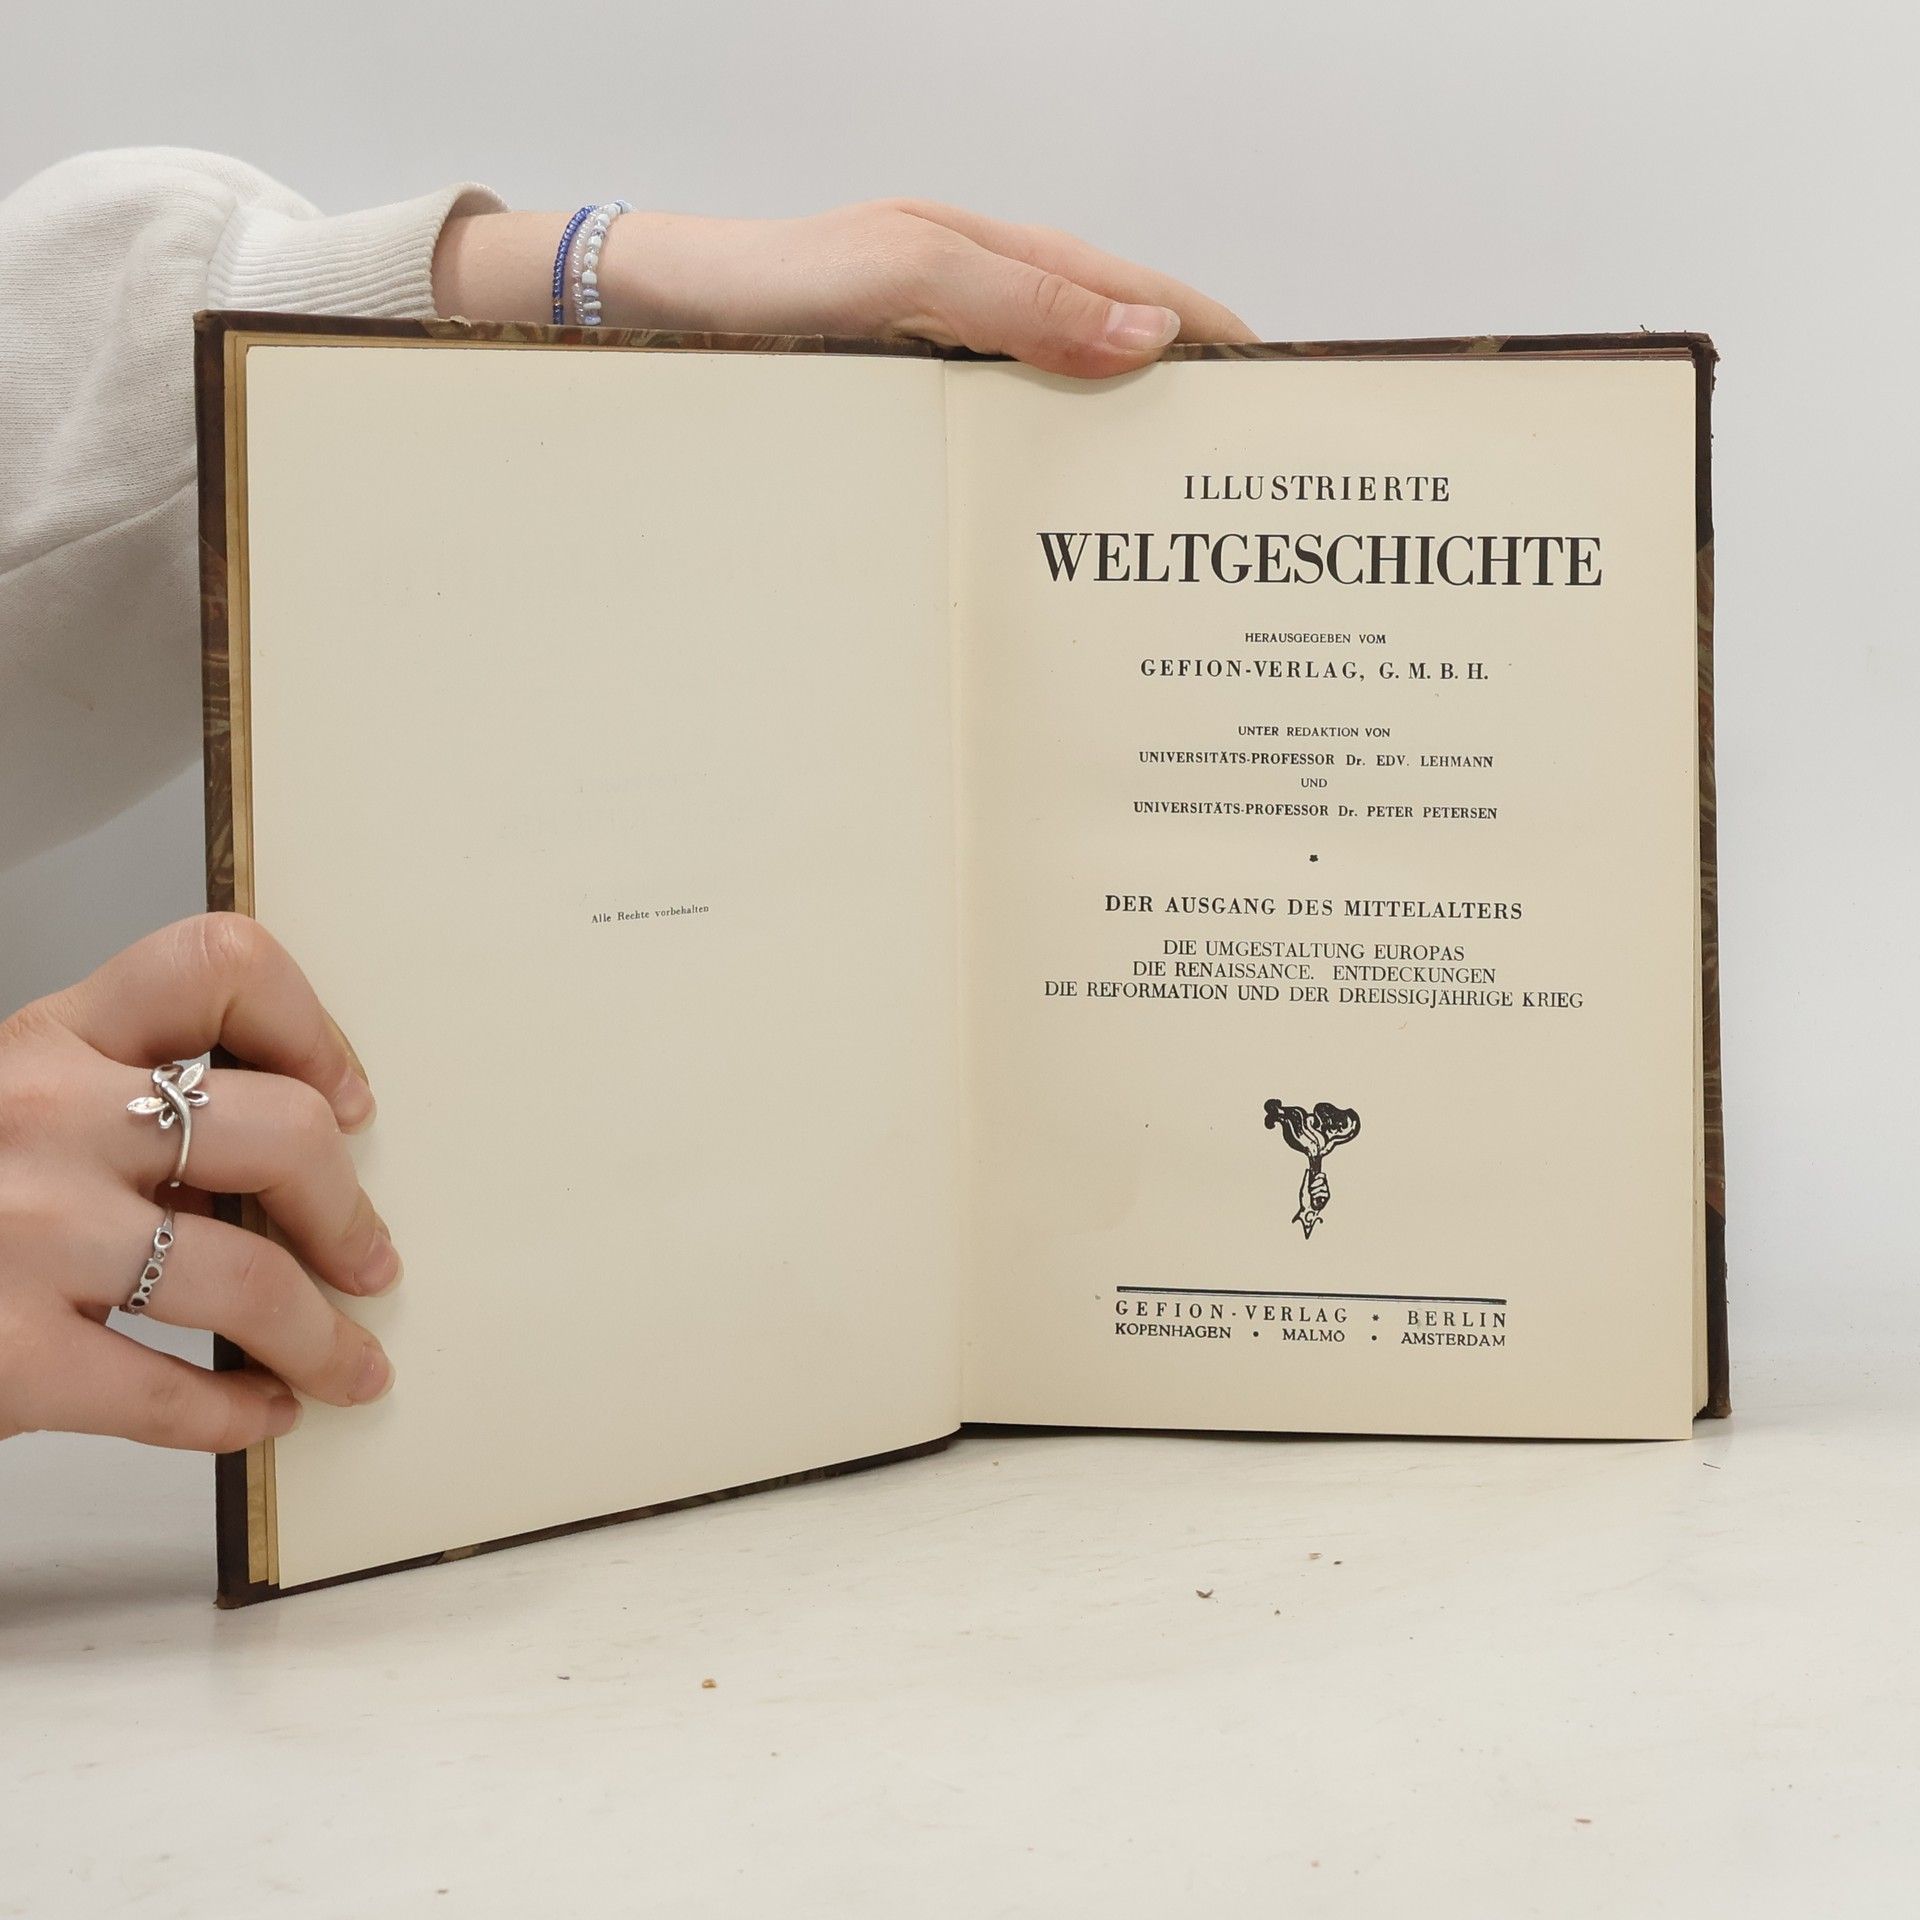 Alle Rechte vorbehalten
ILLUSTRIERTE
WELTGESCHICHTE
HERAUSGEGEBEN VOM
GEFION-VERLAG, G. M. B. H.
UNTER REDAKTION VON
UNIVERSITÄTS-PROFESSOR Dr. EDV. LEHMANN
UND
UNIVERSITÄTS-PROFESSOR Dr. PETER PETERSEN
DER AUSGANG DES MITTELALTERS
DIE UMGESTALTUNG EUROPAS
DIE RENAISSANCE. ENTDECKUNGEN
DIE REFORMATION UND DER DREISSIGJÄHRIGE KRIEG
GEFION-VERLAG * BERLIN
KOPENHAGEN • MALMÖ • AMSTERDAM